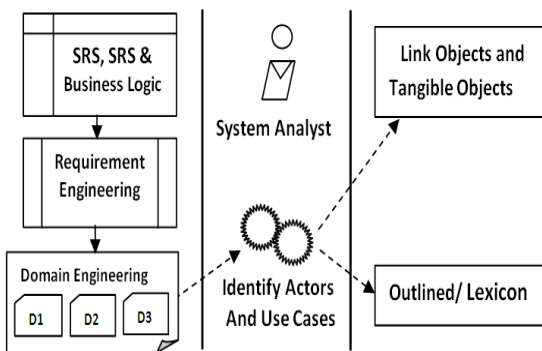 SRS, SRS &
Business Logic
Requirement
Engineering
Domain Engineering
D1 D2 D3
System Analyst
Identify Actors
And Use Cases
Link Objects and
Tangible Objects
Outlined/ Lexicon